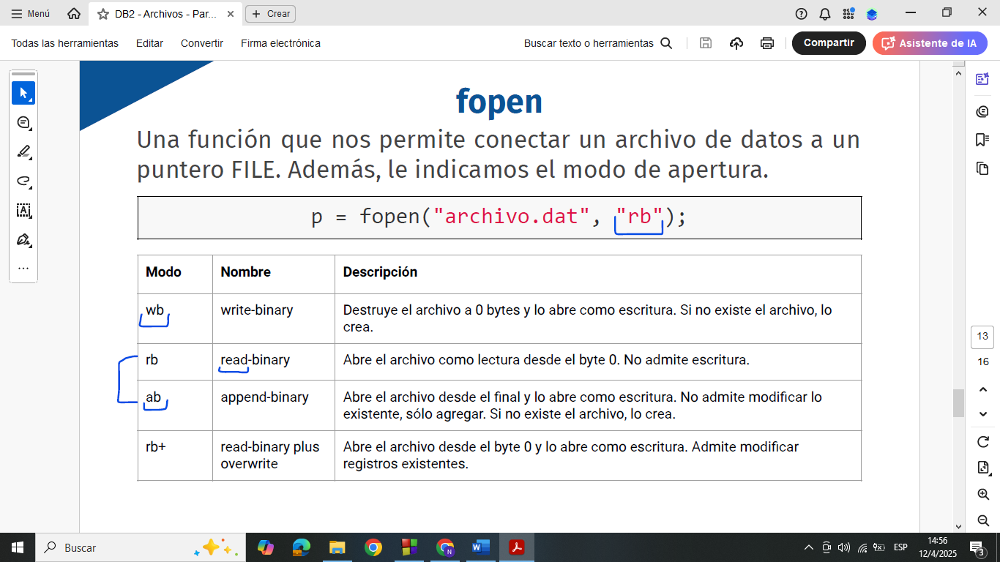 Menú
DB2 - Archivos - Par...
Crear
Todas las herramientas
Editar
Convertir
Firma electrónica
Buscar texto o herramientas
Compartir
Asistente de IA
fopen
Una función que nos permite conectar un archivo de datos a un
puntero FILE. Además, le indicamos el modo de apertura.
p = fopen("archivo.dat", "rb");
Modo
Nombre
Descripción
wb
write-binary
Destruye el archivo a 0 bytes y lo abre como escritura. Si no existe el archivo, lo
crea.
rb
read-binary
Abre el archivo como lectura desde el byte 0. No admite escritura.
ab
append-binary
Abre el archivo desde el final y lo abre como escritura. No admite modificar lo
existente, sólo agregar. Si no existe el archivo, lo crea.
rb+
read-binary plus
overwrite
Abre el archivo desde el byte 0 y lo abre como escritura. Admite modificar
registros existentes.
13
16
Buscar
N
W
ESP
14:56
12/4/2025
3